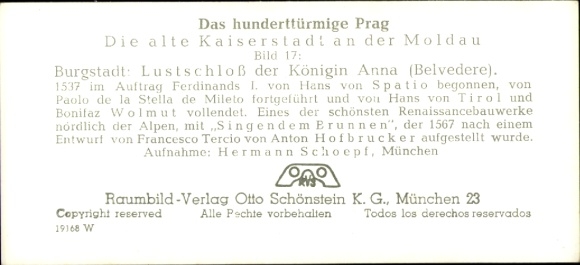 Das hunderttürmige Prag
Die alte Kaiserstadt an der Moldau
Bild 17:
Burgstadt: Lustschloß der Königin Anna (Belvedere).
1537 im Auftrag Ferdinands I. von Hans von Spatio begonnen, von
Paolo de la Stella de Mileto fortgeführt und von Hans von Tirol und
Bonifaz Wolmut vollendet. Eines der schönsten Renaissancebauwerke
nördlich der Alpen, mit „Singendem Brunnen", der 1567 nach einem
Entwurf von Francesco Tercio von Anton Hofbrucker aufgestellt wurde.
Aufnahme: Hermann Schoepf, München
RVS
Raumbild-Verlag Otto Schönstein K. G., München 23
Copyright reserved Alle Rechte vorbehalten Todos los derechos reservados
19168 W